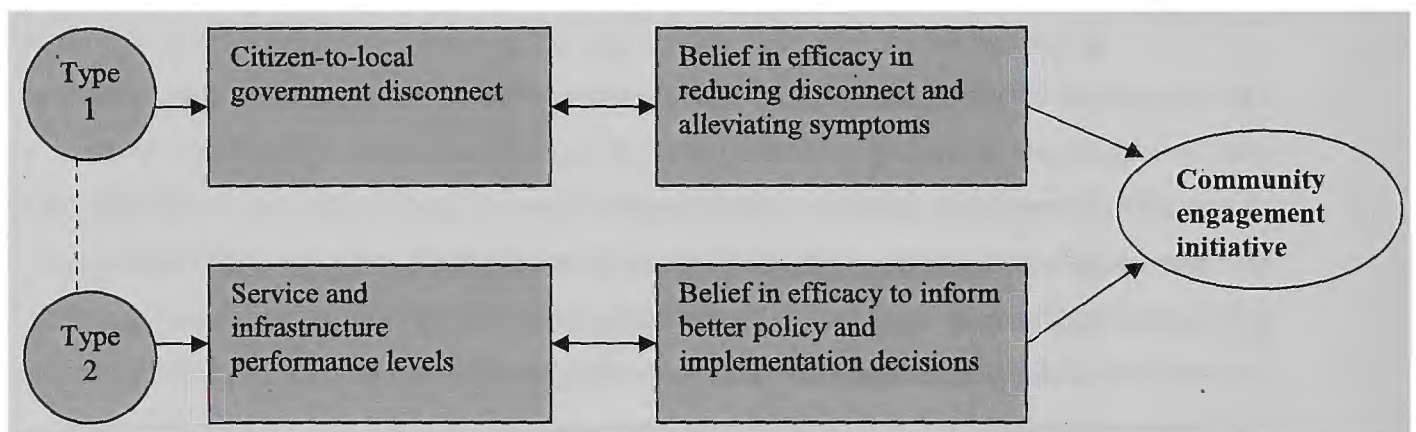 Type
1
Citizen-to-local
government disconnect
Belief in efficacy in
reducing disconnect and
alleviating symptoms
Community
engagement
initiative
Type
2
Service and
infrastructure
performance levels
Belief in efficacy to inform
better policy and
implementation decisions